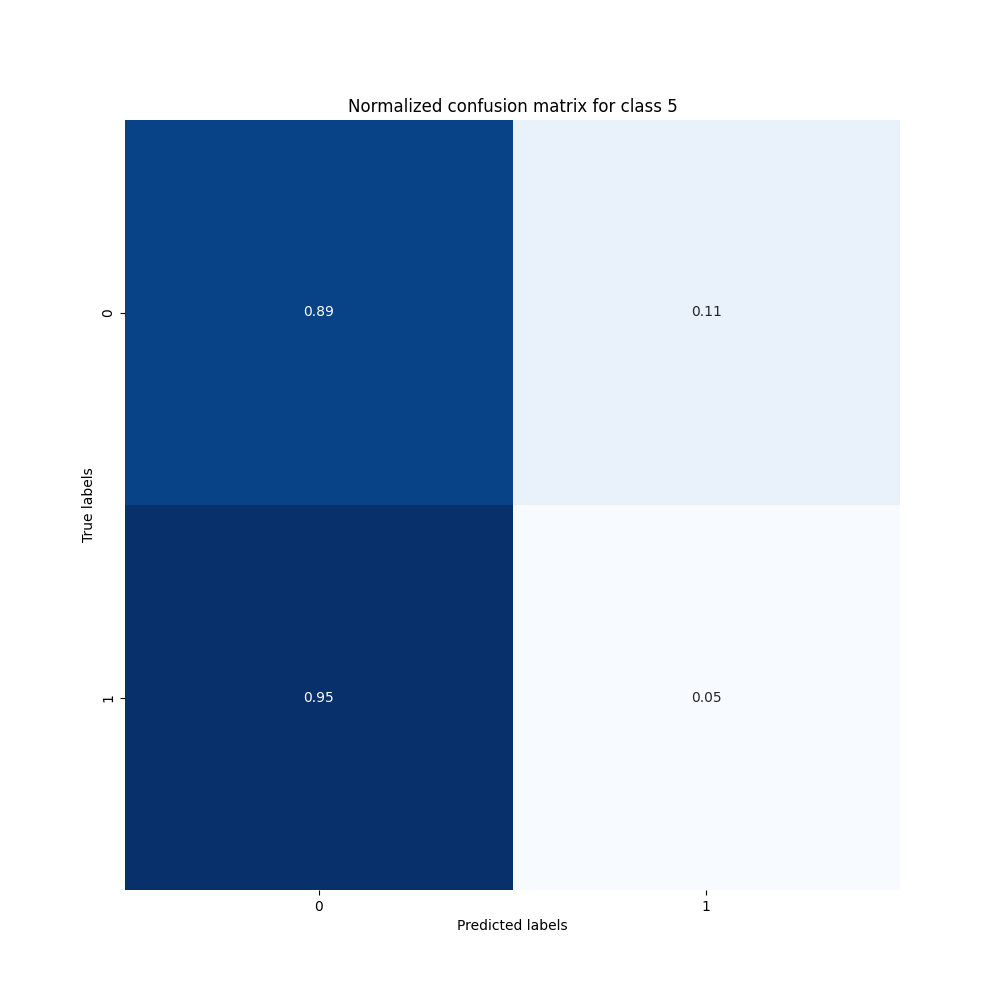 Normalized confusion matrix for class 5
True labels
0
0.89
0.11
1
0.95
0.05
0
1
Predicted labels